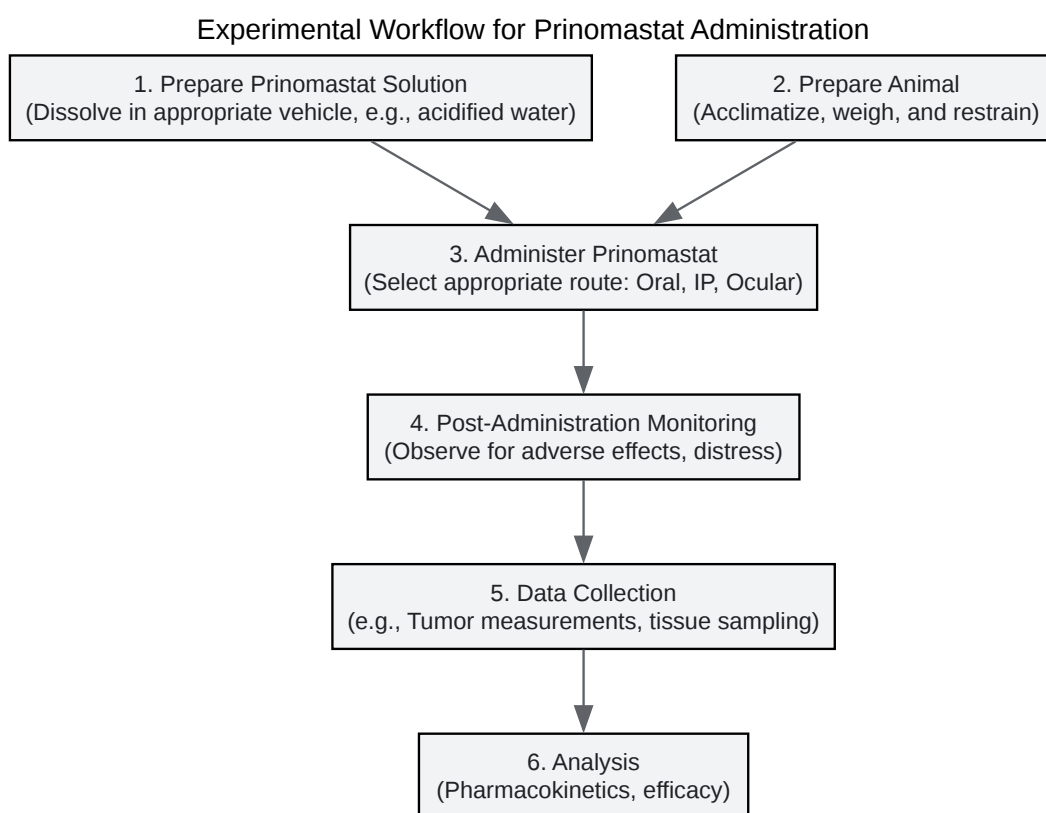 Experimental Workflow for Prinomastat Administration
1. Prepare Prinomastat Solution
(Dissolve in appropriate vehicle, e.g., acidified water)
2. Prepare Animal
(Acclimatize, weigh, and restrain)
3. Administer Prinomastat
(Select appropriate route: Oral, IP, Ocular)
4. Post-Administration Monitoring
(Observe for adverse effects, distress)
5. Data Collection
(e.g., Tumor measurements, tissue sampling)
6. Analysis
(Pharmacokinetics, efficacy)